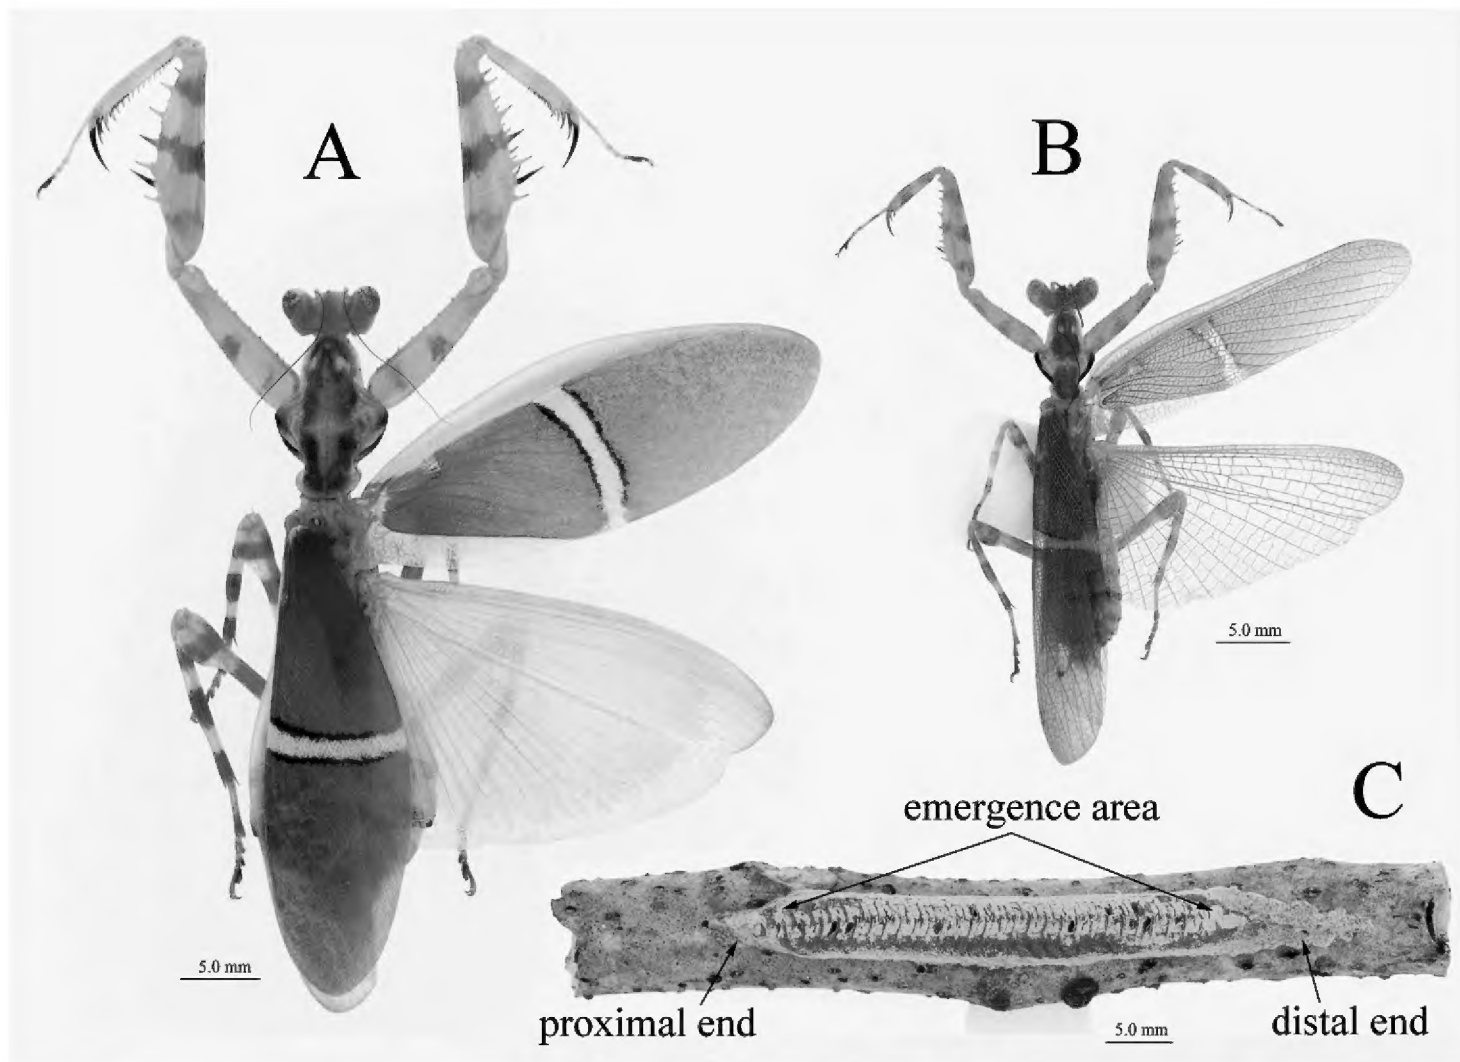 A
B
5.0 mm
C
emergence area
5.0 mm
proximal end
distal end
5.0 mm